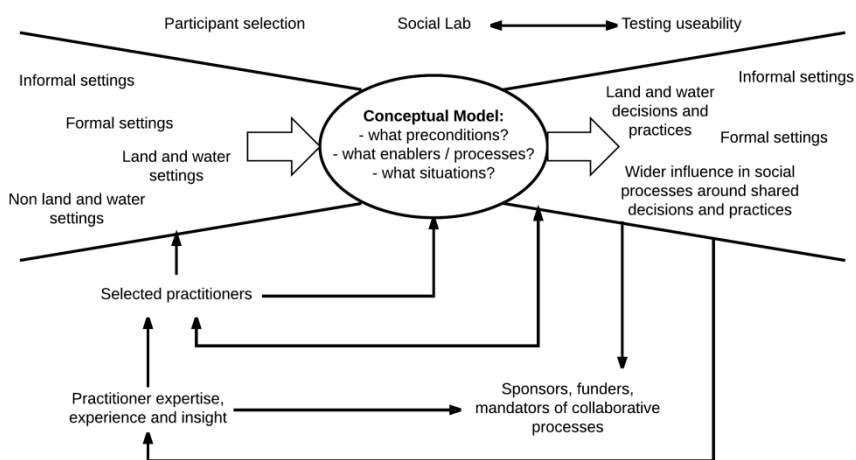 Participant selection
Social Lab
Testing useability
Informal settings
Formal settings
Land and water
settings
Non land and water
settings
Conceptual Model:
- what preconditions?
- what enablers / processes?
- what situations?
Informal settings
Land and water
decisions and
practices
Formal settings
Wider influence in social
processes around shared
decisions and practices
Selected practitioners
Practitioner expertise,
experience and insight
Sponsors, funders,
mandators of collaborative
processes